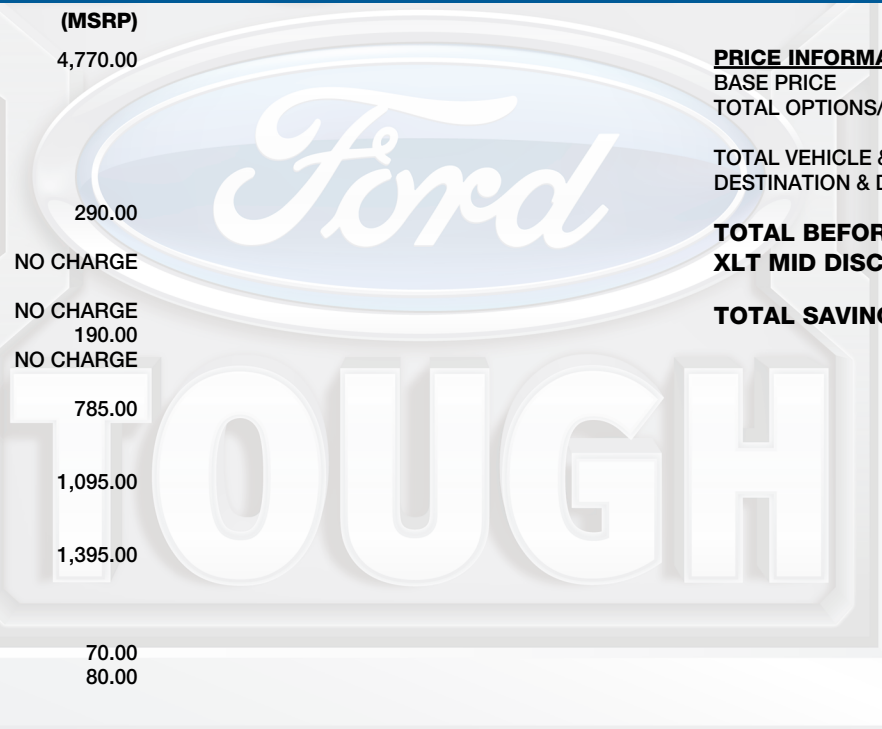 (MSRP)
4,770.00
290.00
NO CHARGE
NO CHARGE
190.00
NO CHARGE
785.00
1,095.00
1,395.00
70.00
80.00
PRICE INFORMA
BASE PRICE
TOTAL OPTIONS/
TOTAL VEHICLE &
DESTINATION & D
TOTAL BEFOR
XLT MID DISC
TOTAL SAVING
Ford
TOUGH